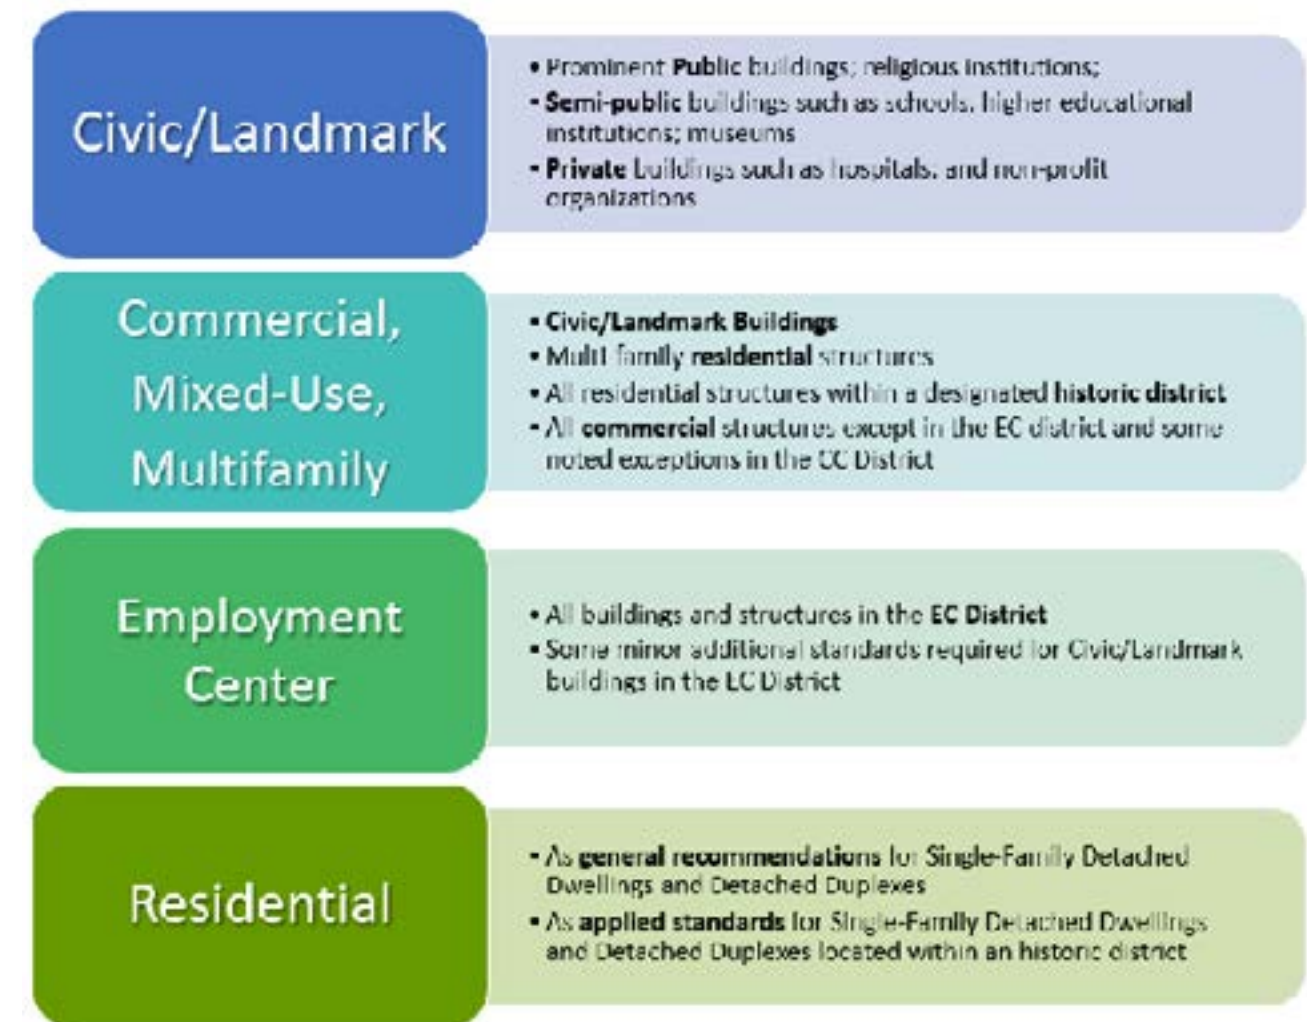 Civic/Landmark
• Prominent Public buildings; religious institutions;
• Semi-public buildings such as schools, higher educational
institutions; museums
• Private buildings such as hospitals, and non-profit
organizations
Commercial,
Mixed-Use,
Multifamily
• Civic/Landmark Buildings
• Multi family residential structures
• All residential structures within a designated historic district
• All commercial structures except in the EC district and some
noted exceptions in the CC District
Employment
Center
• All buildings and structures in the EC District
• Some minor additional standards required for Civic/Landmark
buildings in the EC District
Residential
• As general recommendations for Single-Family Detached
Dwellings and Detached Duplexes
• As applied standards for Single-Family Detached Dwellings
and Detached Duplexes located within an historic district